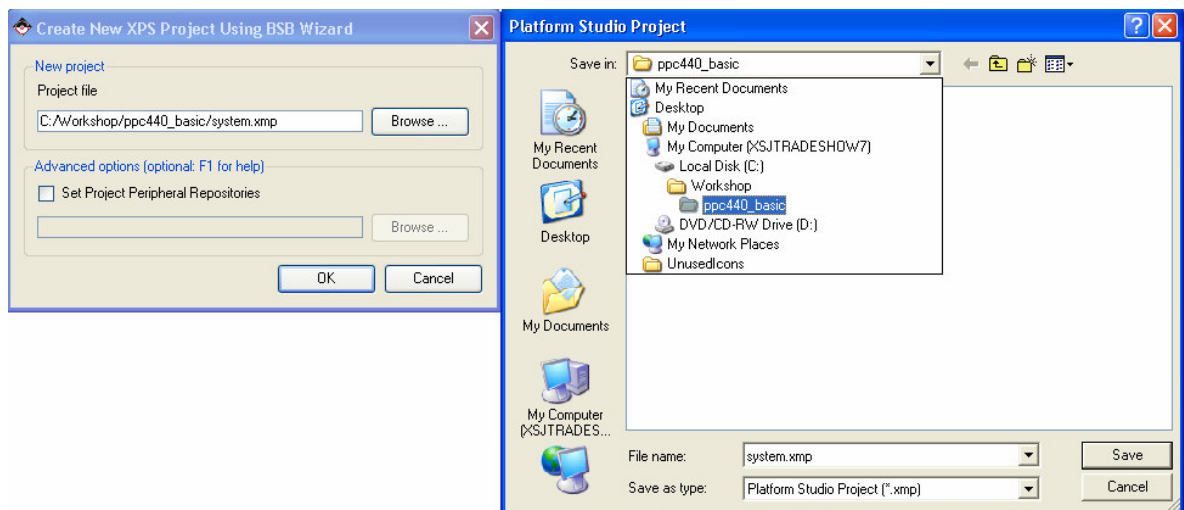 Create New XPS Project Using BSB Wizard
New project
Project file
C:/Workshop/ppc440_basic/system.xmp
Browse ...
Advanced options (optional: F1 for help)
Set Project Peripheral Repositories
Browse ...
OK
Cancel
Platform Studio Project
Save in:
ppc440_basic
My Recent Documents
Desktop
My Documents
My Computer (XSJTRADESHOW7)
Local Disk (C:)
Workshop
ppc440_basic
DVD/CD-RW Drive (D:)
My Network Places
UnusedIcons
My Recent
Documents
Desktop
My Documents
My Computer
(XSJTRADES...
File name:
system.xmp
Save
Save as type:
Platform Studio Project (*.xmp)
Cancel